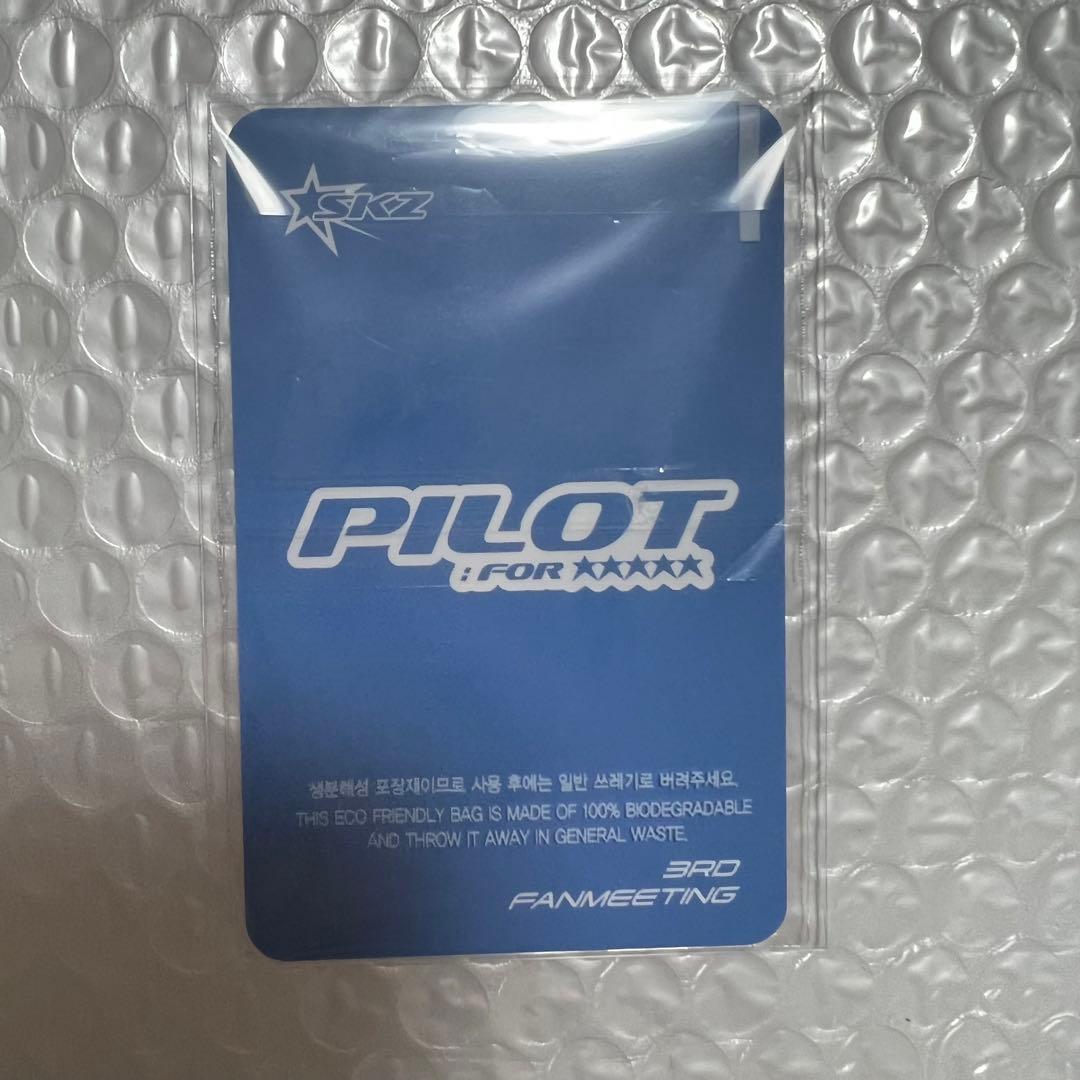 SKZ
PILOT
: FOR ★★★★★
생분해성 포장재이므로 사용 후에는 일반 쓰레기로 버려주세요.
THIS ECO FRIENDLY BAG IS MADE OF 100% BIODEGRADABLE
AND THROW IT AWAY IN GENERAL WASTE.
3RD
FANMEETING